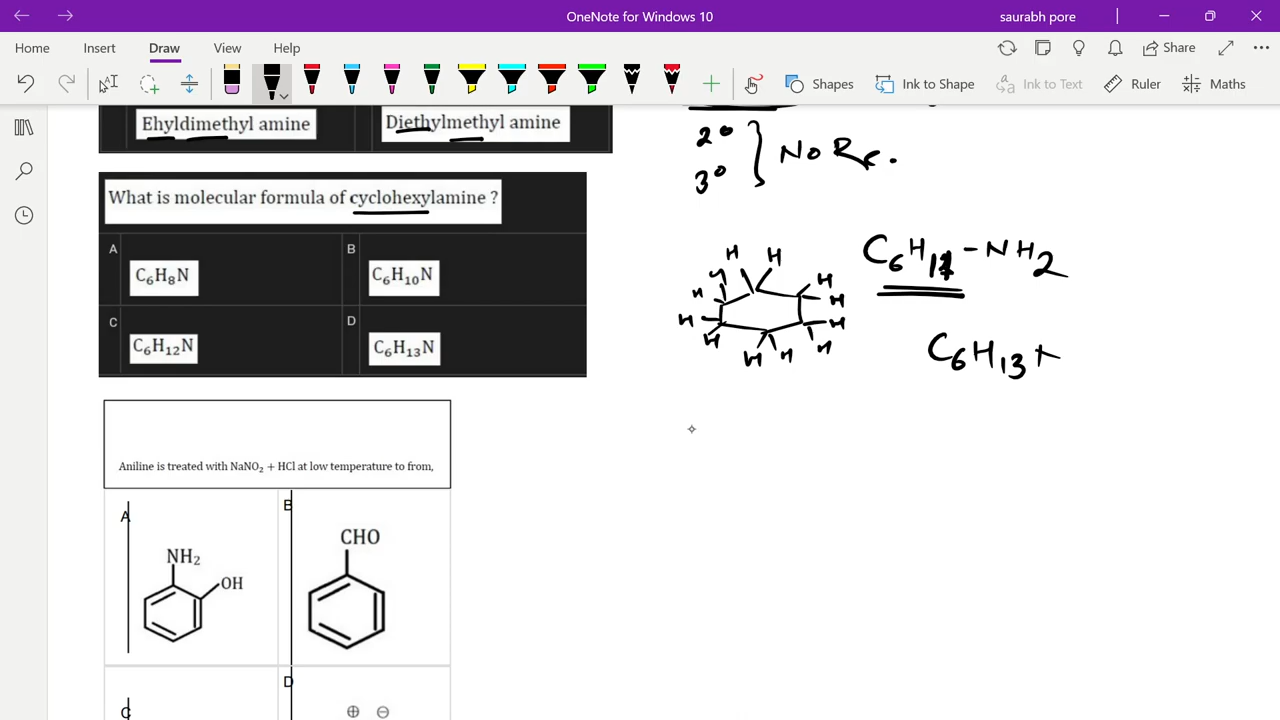 OneNote for Windows 10
saurabh pore
Home Insert Draw View Help
Share
Shapes
Ink to Shape
Ink to Text
Ruler
Maths
Ehyldimethyl amine
Diethylmethyl amine
2°
3°
No Rx.
What is molecular formula of cyclohexylamine ?
A
C₆H₈N
B
C₆H₁₀N
C
C₆H₁₂N
D
C₆H₁₃N
H H
H H H H
H H
H H H H
C₆H₁₁-NH₂
C₆H₁₃N
Aniline is treated with NaNO₂ + HCl at low temperature to from,
A
NH₂
OH
B
CHO
C
D
⊕ ⊖